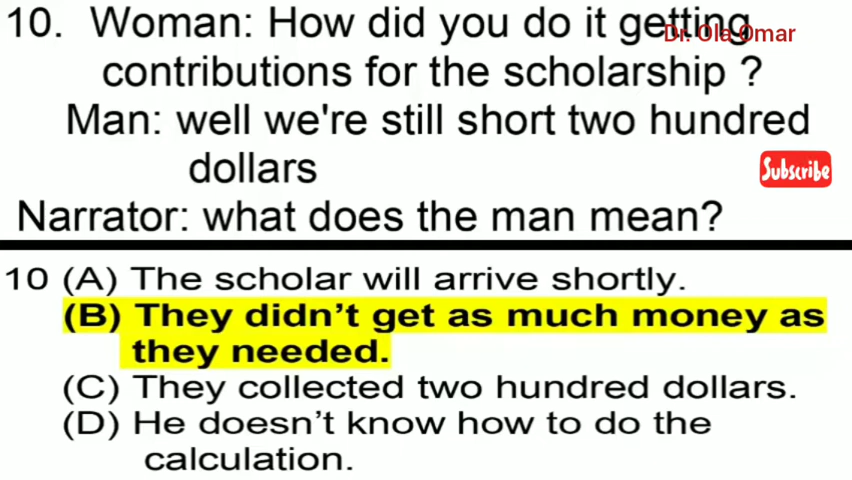 10. Woman: How did you do it getting
Dr. Ola Omar
contributions for the scholarship ?
Man: well we're still short two hundred
dollars
Subscribe
Narrator: what does the man mean?
10 (A) The scholar will arrive shortly.
(B) They didn't get as much money as
they needed.
(C) They collected two hundred dollars.
(D) He doesn't know how to do the
calculation.